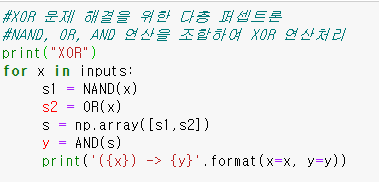 #XOR 문제 해결을 위한 다층 퍼셉트론
#NAND, OR, AND 연산을 조합하여 XOR 연산처리
print("XOR")
for x in inputs:
    s1 = NAND(x)
    s2 = OR(x)
    s = np.array([s1,s2])
    y = AND(s)
    print('({x}) -> {y}'.format(x=x, y=y))